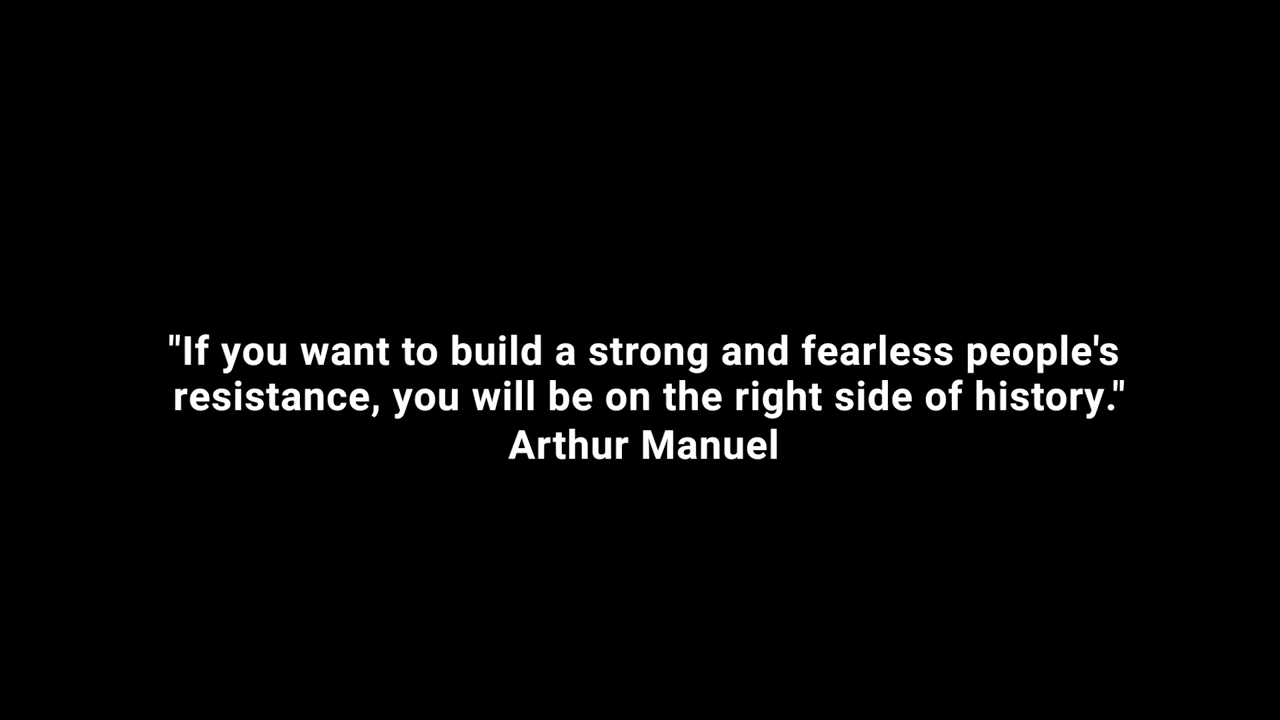 "If you want to build a strong and fearless people's
resistance, you will be on the right side of history."
Arthur Manuel